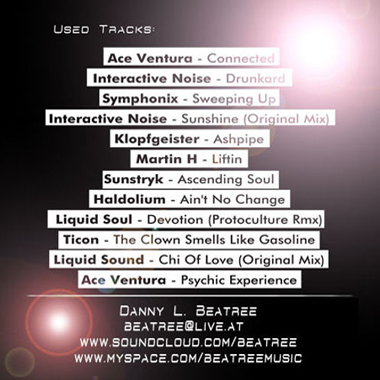 Used Tracks:
Ace Ventura - Connected
Interactive Noise - Drunkard
Symphonix - Sweeping Up
Interactive Noise - Sunshine (Original Mix)
Klopfgeister - Ashpipe
Martin H - Liftin
Sunstryk - Ascending Soul
Haldolium - Ain't No Change
Liquid Soul - Devotion (Protoculture Rmx)
Ticon - The Clown Smells Like Gasoline
Liquid Sound - Chi Of Love (Original Mix)
Ace Ventura - Psychic Experience
Danny L. Beatree
beatree@live.at
www.soundcloud.com/beatree
www.myspace.com/beatreemusic